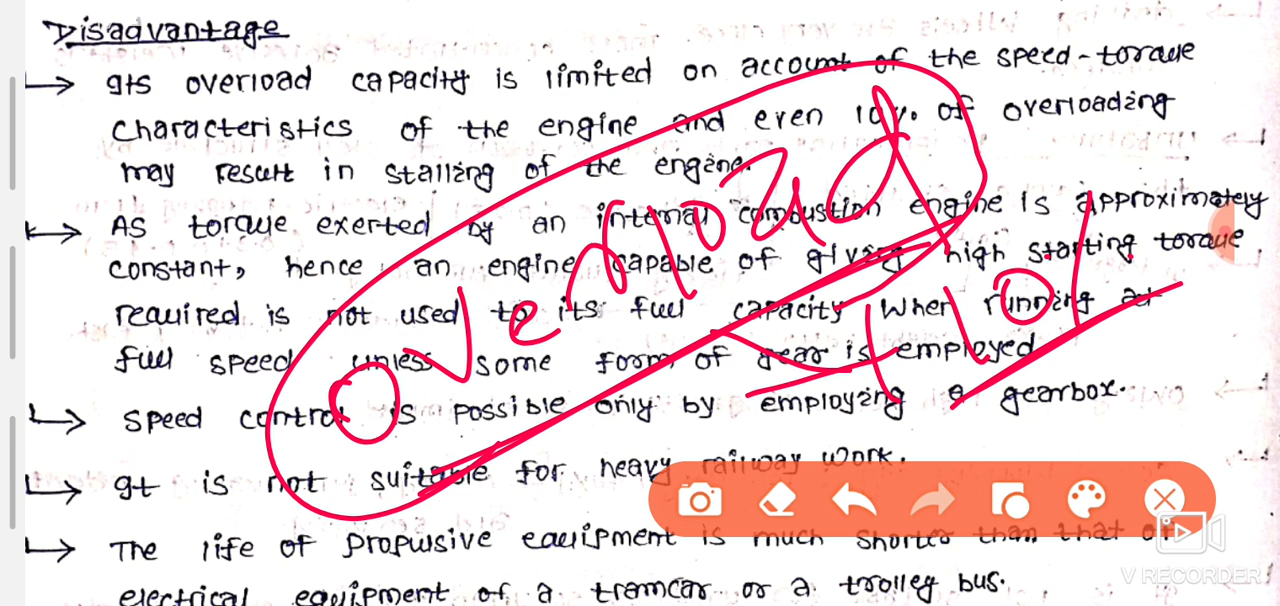 Disadvantage
→ Its overload capacity is limited on account of the speed-torque
characteristics of the engine and even 10% of overloading
may result in stalling of the engine.
→ As torque exerted by an internal combustion engine is approximately
constant, hence an engine capable of giving high starting torque
required is not used to its full capacity when running at
full speed unless some form of gear is employed
→ speed control is possible only by employing a gearbox.
→ It is not suitable for heavy railway work.
→ The life of propulsive equipment is much shorter than that of
electrical equipment of a tramcar or a trolley bus.
overload
10%
V RECORDER